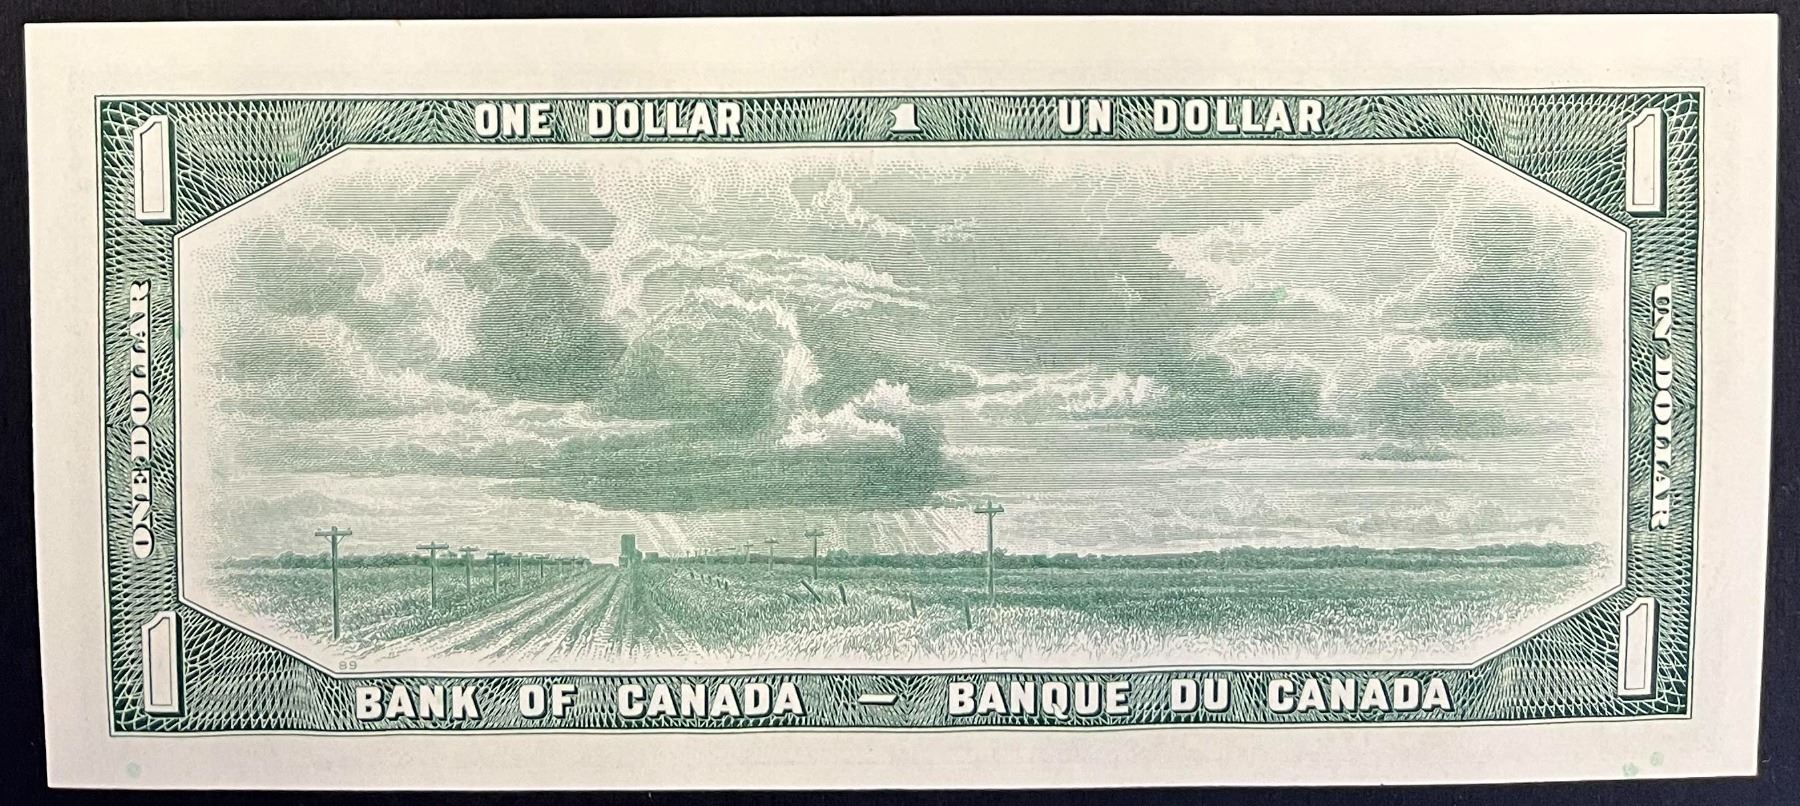 ONE DOLLAR 1 UN DOLLAR
1
1
ONE DOLLAR
UN DOLLAR
1
1
89
BANK OF CANADA — BANQUE DU CANADA